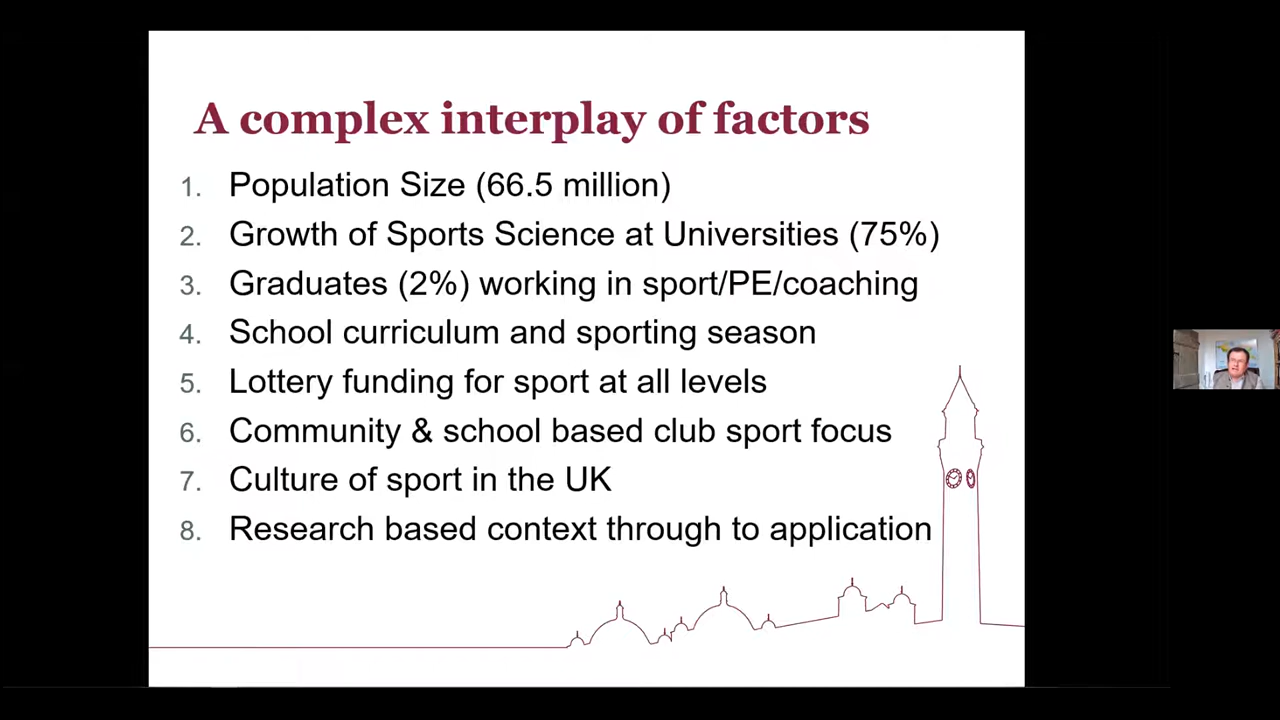 A complex interplay of factors
1. Population Size (66.5 million)
2. Growth of Sports Science at Universities (75%)
3. Graduates (2%) working in sport/PE/coaching
4. School curriculum and sporting season
5. Lottery funding for sport at all levels
6. Community & school based club sport focus
7. Culture of sport in the UK
8. Research based context through to application